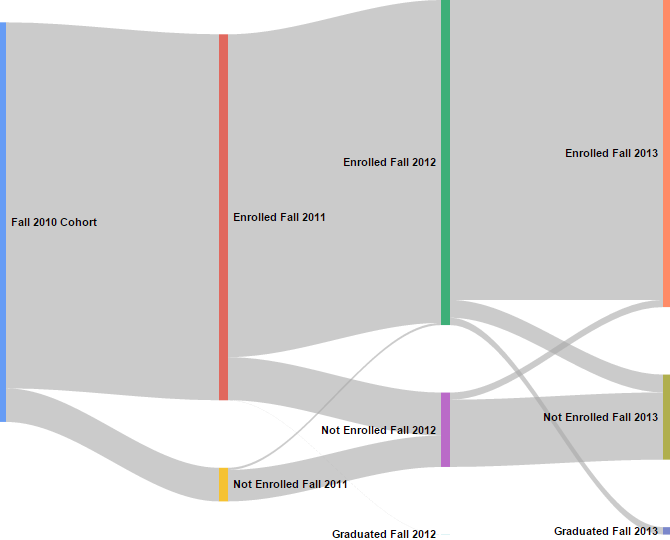 Fall 2010 Cohort
Enrolled Fall 2011
Not Enrolled Fall 2011
Enrolled Fall 2012
Not Enrolled Fall 2012
Graduated Fall 2012
Enrolled Fall 2013
Not Enrolled Fall 2013
Graduated Fall 2013